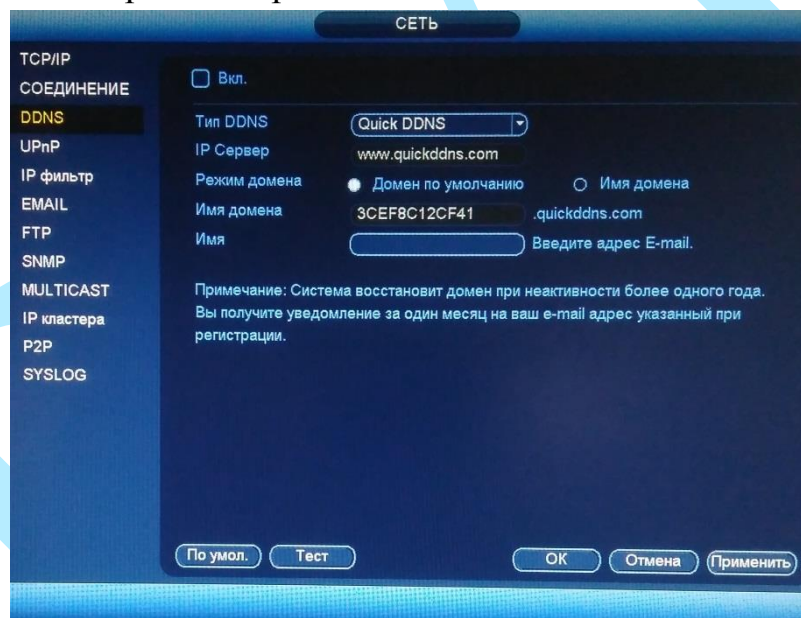 СЕТЬ
TCP/IP
СОЕДИНЕНИЕ
DDNS
UPnP
IP фильтр
EMAIL
FTP
SNMP
MULTICAST
IP кластера
P2P
SYSLOG
Вкл.
Тип DDNS Quick DDNS
IP Сервер www.quickddns.com
Режим домена Домен по умолчанию Имя домена
Имя домена 3CEF8C12CF41 .quickddns.com
Имя Введите адрес E-mail.
Примечание: Система восстановит домен при неактивности более одного года.
Вы получите уведомление за один месяц на ваш e-mail адрес указанный при
регистрации.
По умол. Тест ОК Отмена Применить